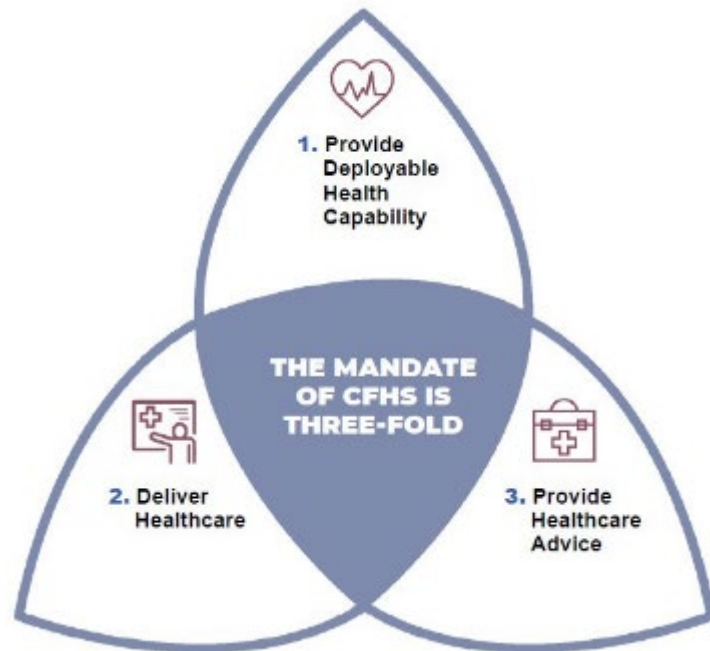 1. Provide
Deployable
Health
Capability
THE MANDATE
OF CFHS IS
THREE-FOLD
2. Deliver
Healthcare
3. Provide
Healthcare
Advice